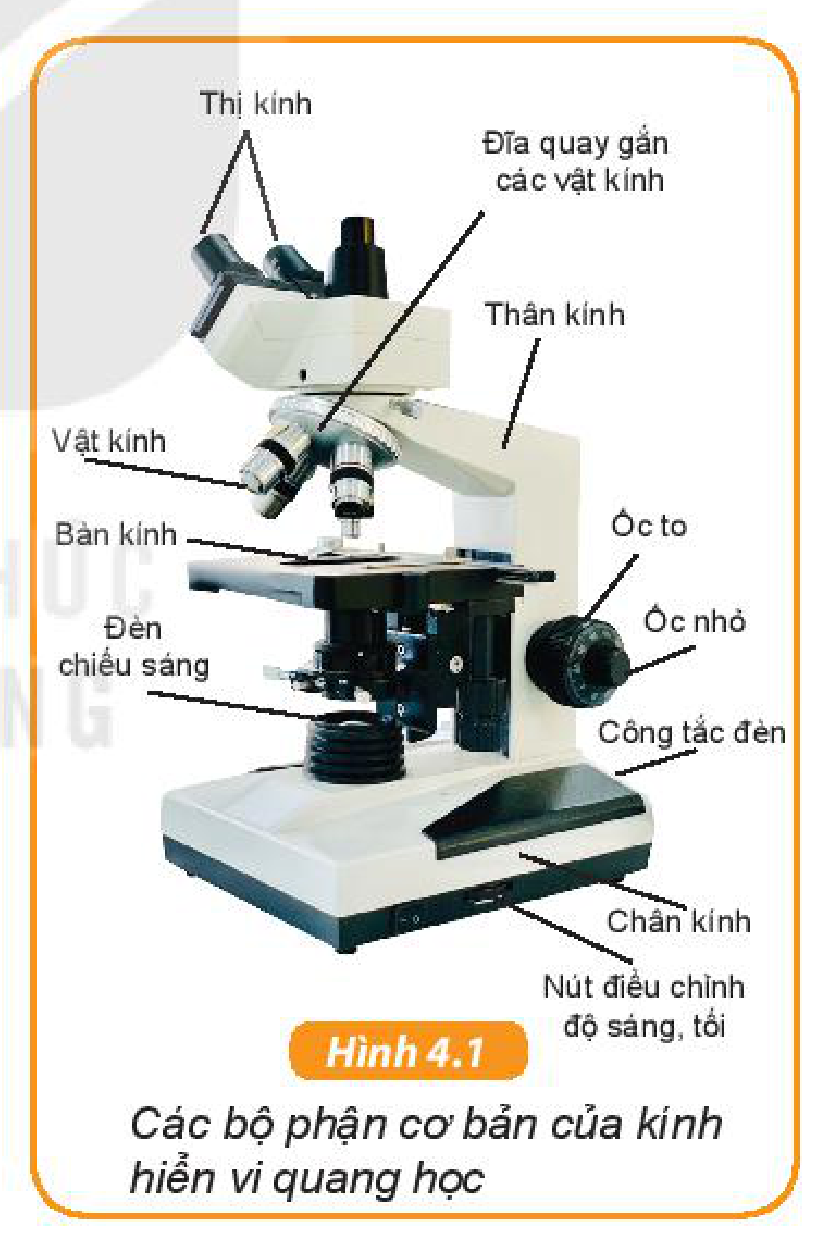 Thị kính
Đĩa quay gắn
các vật kính
Thân kính
Vật kính
Bàn kính
Ốc to
Ốc nhỏ
Đèn
chiếu sáng
Công tắc đèn
Chân kính
Nút điều chỉnh
độ sáng, tối
Hình 4.1
Các bộ phận cơ bản của kính
hiển vi quang học